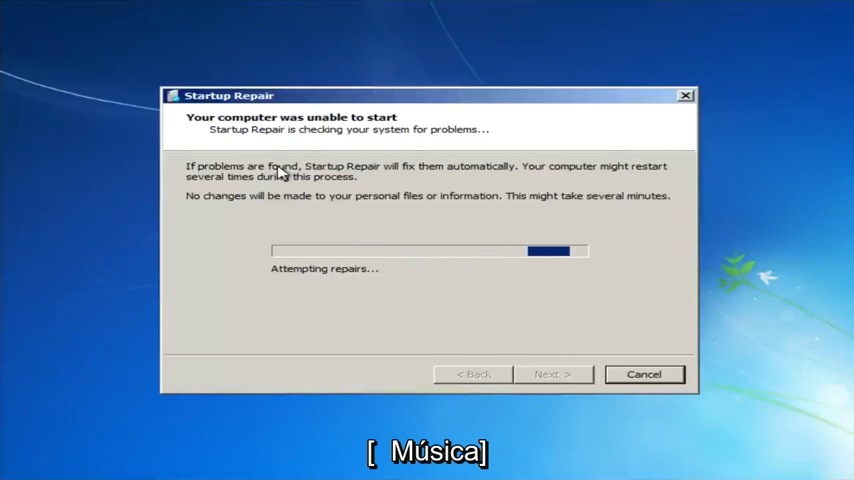 Startup Repair
Your computer was unable to start
Startup Repair is checking your system for problems...
If problems are found, Startup Repair will fix them automatically. Your computer might restart
several times during this process.
No changes will be made to your personal files or information. This might take several minutes.
Attempting repairs...
< Back
Next >
Cancel
[ Música]